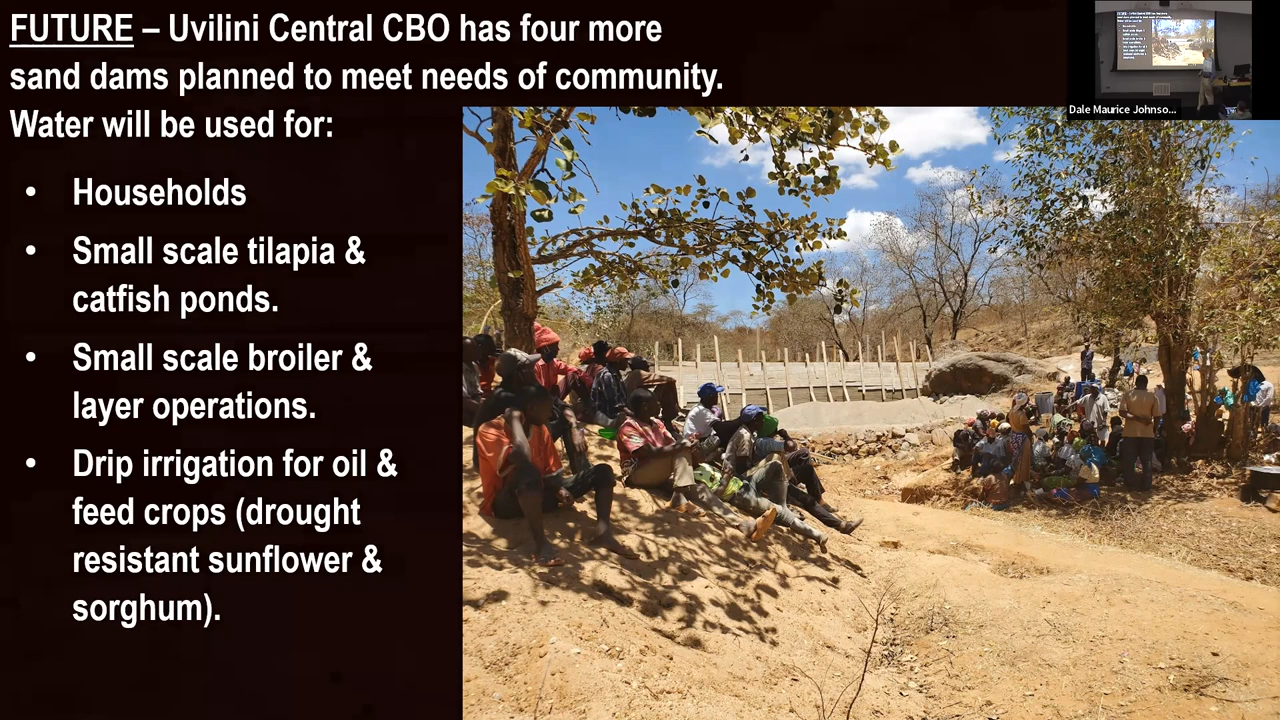 FUTURE – Uvilini Central CBO has four more
sand dams planned to meet needs of community.
Water will be used for:
• Households
• Small scale tilapia &
catfish ponds.
• Small scale broiler &
layer operations.
• Drip irrigation for oil &
feed crops (drought
resistant sunflower &
sorghum).
Dale Maurice Johnso...